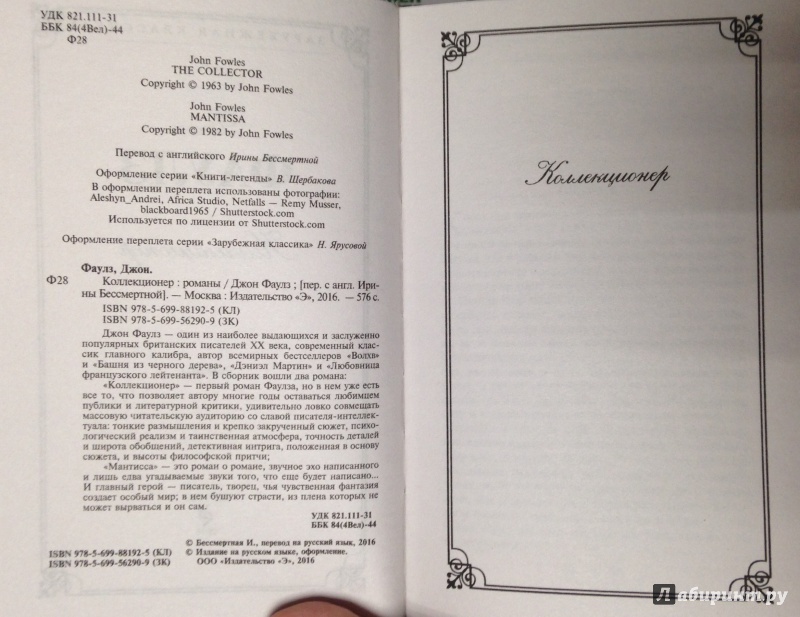 УДК 821.111-31
ББК 84(4Вел)-44
Ф28
John Fowles
THE COLLECTOR
Copyright © 1963 by John Fowles
John Fowles
MANTISSA
Copyright © 1982 by John Fowles
Перевод с английского Ирины Бессмертной
Оформление серии «Книги-легенды» В. Щербакова
В оформлении переплета использованы фотографии:
Aleshyn_Andrei, Africa Studio, Netfalls — Remy Musser,
blackboard1965 / Shutterstock.com
Используется по лицензии от Shutterstock.com
Оформление переплета серии «Зарубежная классика» Н. Ярусовой
Фаулз, Джон.
Ф28 Коллекционер : романы / Джон Фаулз ; [пер. с англ. Ири-
ны Бессмертной]. — Москва : Издательство «Э», 2016. — 576 с.
ISBN 978-5-699-88192-5 (КЛ)
ISBN 978-5-699-56290-9 (ЗК)
Джон Фаулз — один из наиболее выдающихся и заслуженно
популярных британских писателей XX века, современный клас-
сик главного калибра, автор всемирных бестселлеров «Волхв»
и «Башня из черного дерева», «Дэниэл Мартин» и «Любовница
французского лейтенанта». В сборник вошли два романа:
«Коллекционер» — первый роман Фаулза, но в нем уже есть
все то, что позволяет автору многие годы оставаться любимцем
публики и литературной критики, удивительно ловко совмещать
массовую читательскую аудиторию со славой писателя-интеллек-
туала: тонкие размышления и крепко закрученный сюжет, психо-
логический реализм и таинственная атмосфера, точность деталей
и широта обобщений, детективная интрига, положенная в основу
сюжета, и высоты философской притчи;
«Мантисса» — это роман о романе, звучное эхо написанного
и лишь едва угадываемые звуки того, что еще будет написано...
И главный герой — писатель, творец, чья чувственная фантазия
создает особый мир; в нем бушуют страсти, из плена которых не
может вырваться и он сам.
УДК 821.111-31
ББК 84(4Вел)-44
© Бессмертная И., перевод на русский язык, 2016
ISBN 978-5-699-88192-5 (КЛ) © Издание на русском языке, оформление.
ISBN 978-5-699-56290-9 (ЗК) ООО «Издательство «Э», 2016
Коллекционер
Лабиринт.ру